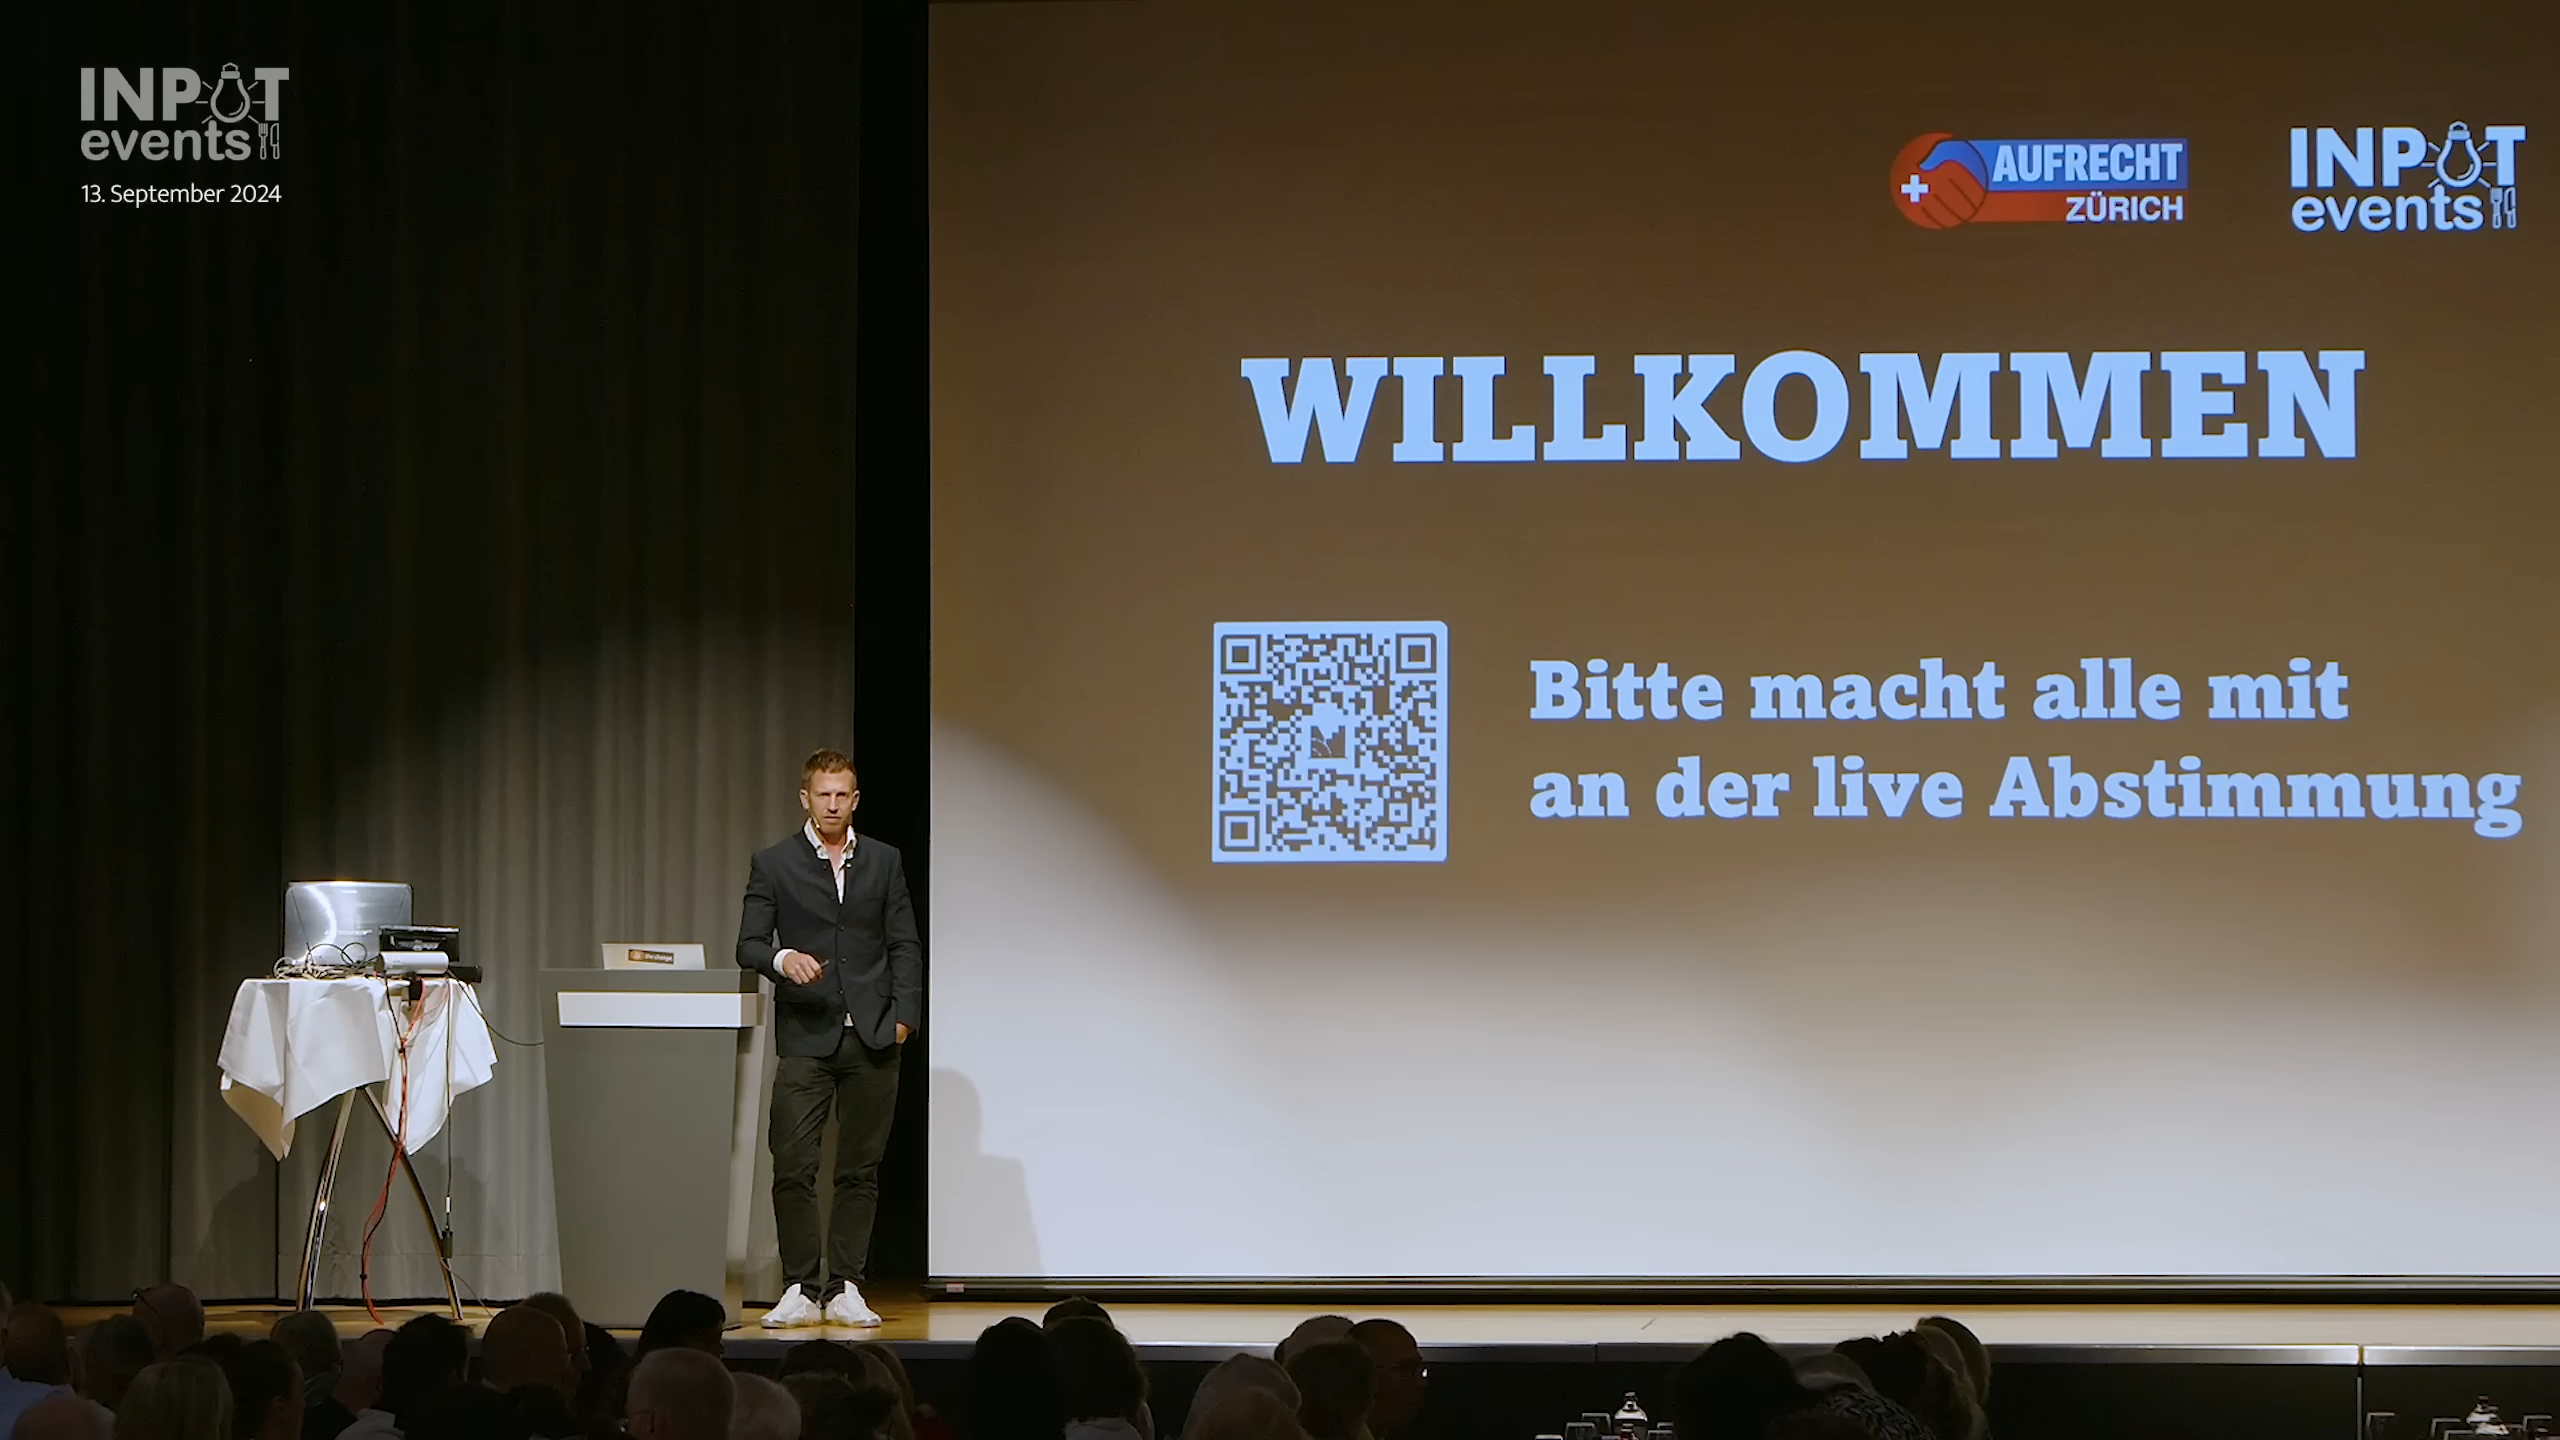 INPUT
events
13. September 2024
AUFRECHT
ZÜRICH
INPUT
events
WILLKOMMEN
Bitte macht alle mit
an der live Abstimmung